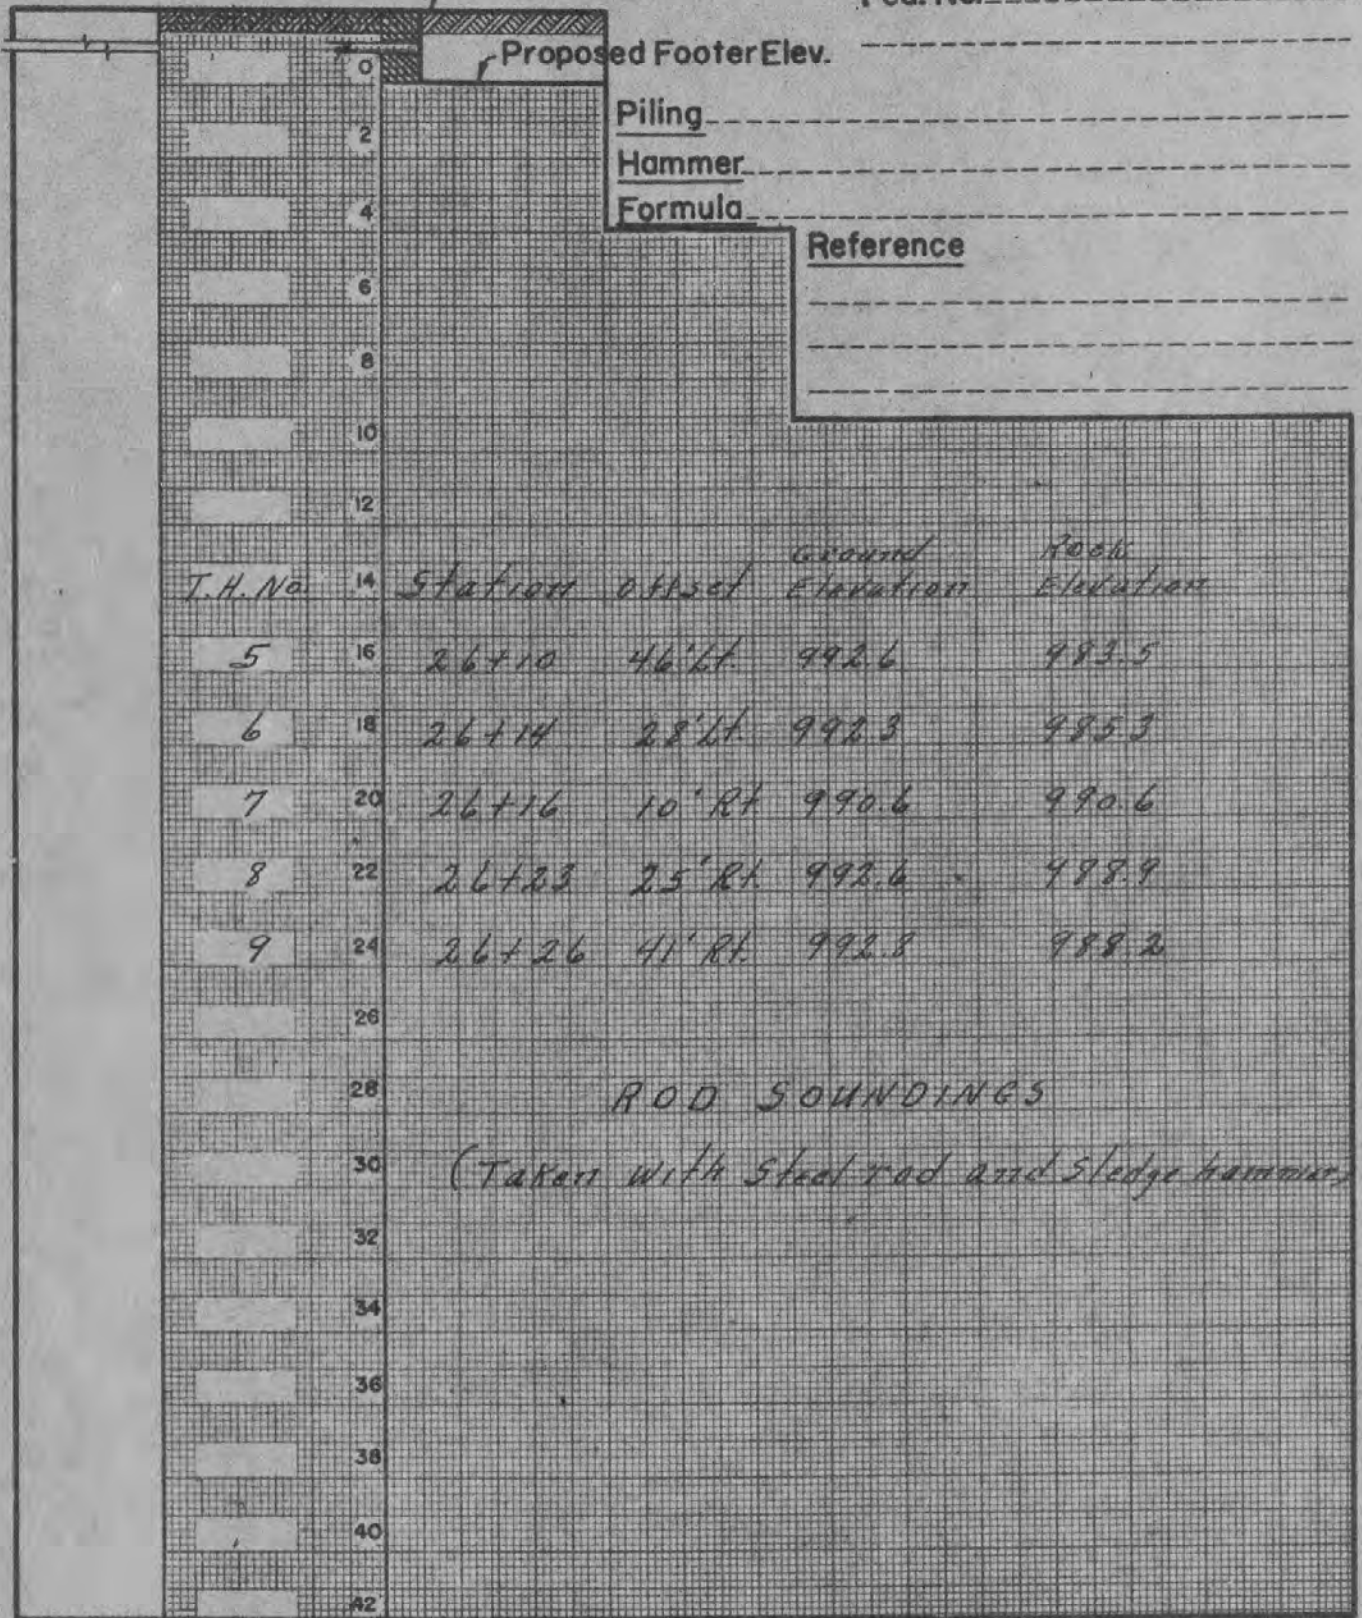 Proposed Footer Elev.
Piling
Hammer
Formula
Reference
0
2
4
6
8
10
12
14
16
18
20
22
24
26
28
30
32
34
36
38
40
42
T.H. No. Station Offset Ground Elevation Rock Elevation
5 26+10 46' Lt. 992.6 983.5
6 26+14 28' Lt. 992.3 985.3
7 26+16 10' Rt. 990.6 990.6
8 26+23 25' Rt. 992.6 988.9
9 26+26 41' Rt. 992.8 988.2
ROD SOUNDINGS
(Taken with Steel rod and Sledge hammer)